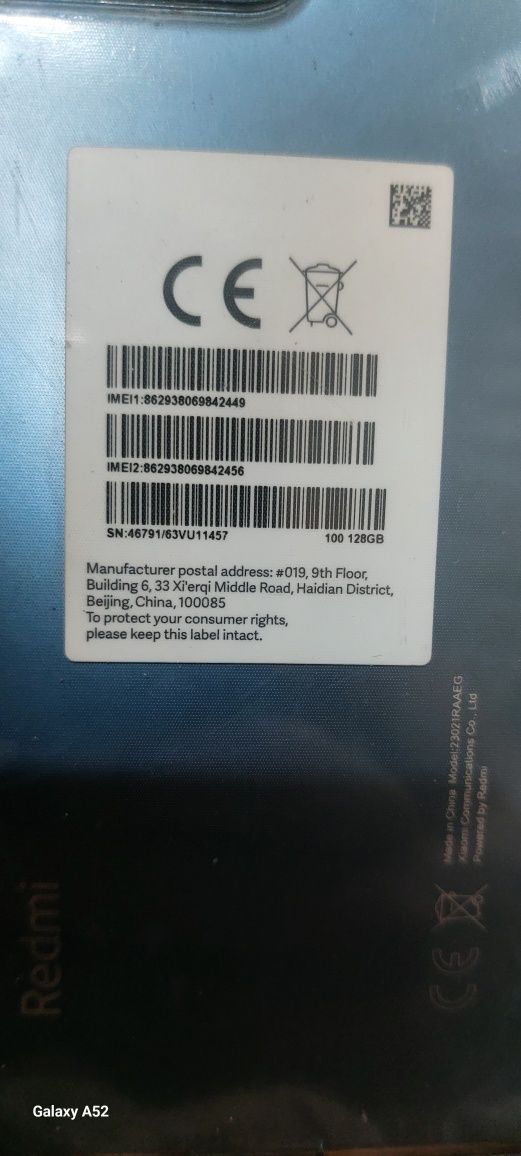 CE
IMEI1:862938069842449
IMEI2:862938069842456
SN:46791/63VU11457 100 128GB
Manufacturer postal address: #019, 9th Floor,
Building 6, 33 Xi'erqi Middle Road, Haidian District,
Beijing, China, 100085
To protect your consumer rights,
please keep this label intact.
Made in China Model:23021RAAEG
Xiaomi Communications Co., Ltd
Powered by Redmi
CE
Redmi
Galaxy A52